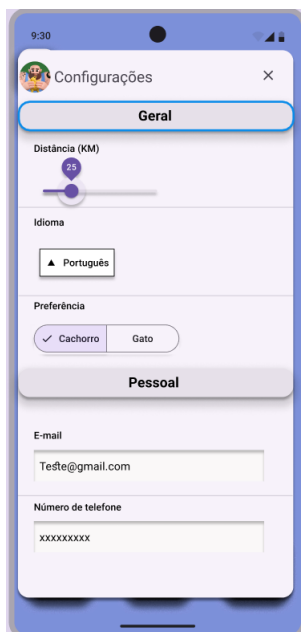 9:30
Configurações
Geral
Distância (KM)
25
Idioma
Português
Preferência
Cachorro Gato
Pessoal
E-mail
Teste@gmail.com
Número de telefone
xxxxxxxxx